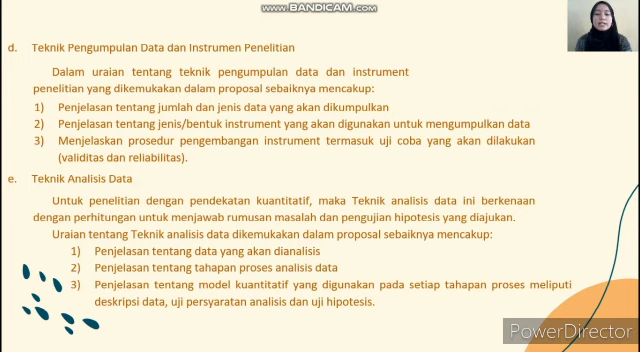 www.BANDICAM.com
d. Teknik Pengumpulan Data dan Instrumen Penelitian
Dalam uraian tentang teknik pengumpulan data dan instrument
penelitian yang dikemukakan dalam proposal sebaiknya mencakup:
1) Penjelasan tentang jumlah dan jenis data yang akan dikumpulkan
2) Penjelasan tentang jenis/bentuk instrument yang akan digunakan untuk mengumpulkan data
3) Menjelaskan prosedur pengembangan instrument termasuk uji coba yang akan dilakukan
(validitas dan reliabilitas).
e. Teknik Analisis Data
Untuk penelitian dengan pendekatan kuantitatif, maka Teknik analisis data ini berkenaan
dengan perhitungan untuk menjawab rumusan masalah dan pengujian hipotesis yang diajukan.
Uraian tentang Teknik analisis data dikemukakan dalam proposal sebaiknya mencakup:
1) Penjelasan tentang data yang akan dianalisis
2) Penjelasan tentang tahapan proses analisis data
3) Penjelasan tentang model kuantitatif yang digunakan pada setiap tahapan proses meliputi
deskripsi data, uji persyaratan analisis dan uji hipotesis.
PowerDirector